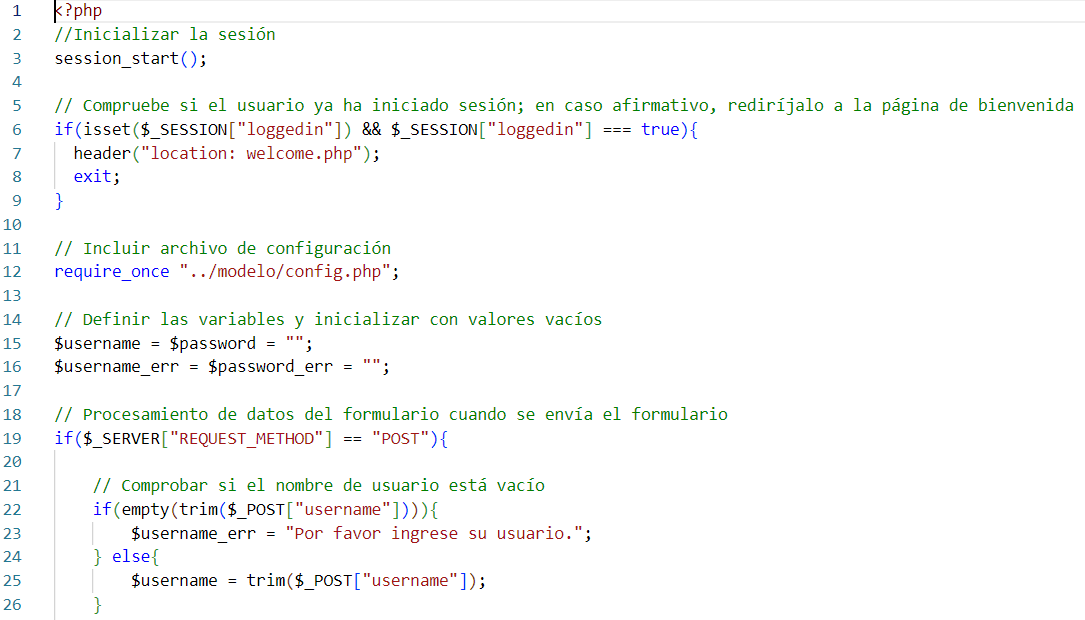 1 <?php
2 //Inicializar la sesión
3 session_start();
4
5 // Compruebe si el usuario ya ha iniciado sesión; en caso afirmativo, rediríjalo a la página de bienvenida
6 if(isset($_SESSION["loggedin"]) && $_SESSION["loggedin"] === true){
7   header("location: welcome.php");
8   exit;
9 }
10
11 // Incluir archivo de configuración
12 require_once "../modelo/config.php";
13
14 // Definir las variables y inicializar con valores vacíos
15 $username = $password = "";
16 $username_err = $password_err = "";
17
18 // Procesamiento de datos del formulario cuando se envía el formulario
19 if($_SERVER["REQUEST_METHOD"] == "POST"){
20
21     // Comprobar si el nombre de usuario está vacío
22     if(empty(trim($_POST["username"]))){
23         $username_err = "Por favor ingrese su usuario.";
24     } else{
25         $username = trim($_POST["username"]);
26     }